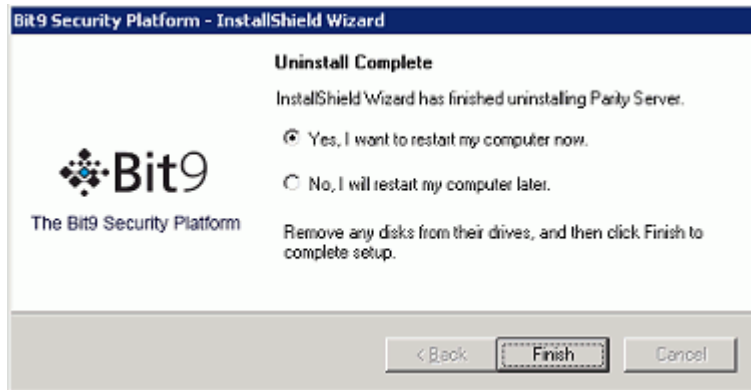 Bit9 Security Platform - InstallShield Wizard
Uninstall Complete
InstallShield Wizard has finished uninstalling Parity Server.
Yes, I want to restart my computer now.
No, I will restart my computer later.
Bit9
The Bit9 Security Platform
Remove any disks from their drives, and then click Finish to
complete setup.
< Back
Finish
Cancel